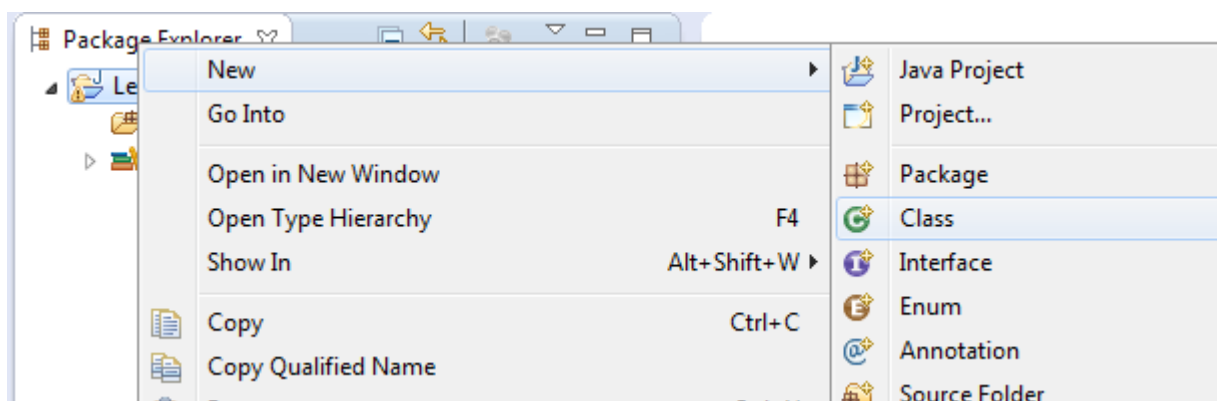 Package Explorer
Le
New
Go Into
Open in New Window
Open Type Hierarchy F4
Show In Alt+Shift+W
Copy Ctrl+C
Copy Qualified Name
Java Project
Project...
Package
Class
Interface
Enum
Annotation
Source Folder